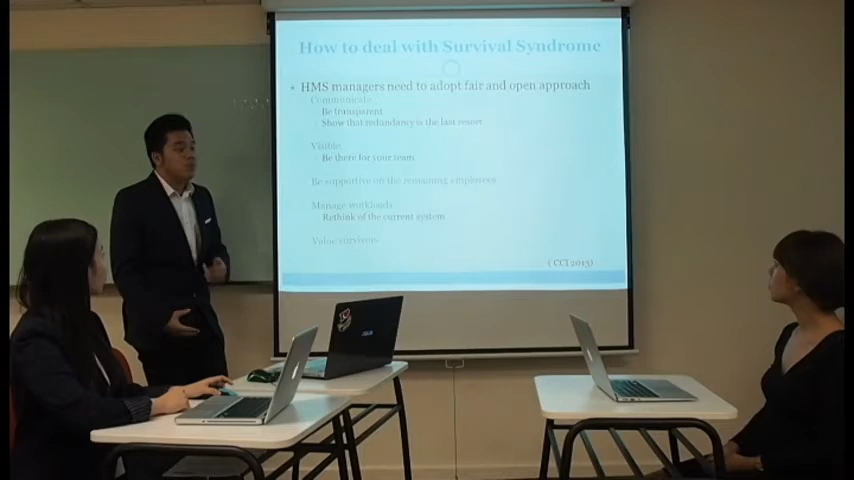 How to deal with Survival Syndrome
HMS managers need to adopt fair and open approach
Communicate
Be transparent
Show that redundancy is the last resort
Visible
Be there for your team
Be supportive on the remaining employees
Manage workloads
Rethink of the current system
Value survivors
( CCI 2013)
ASUS